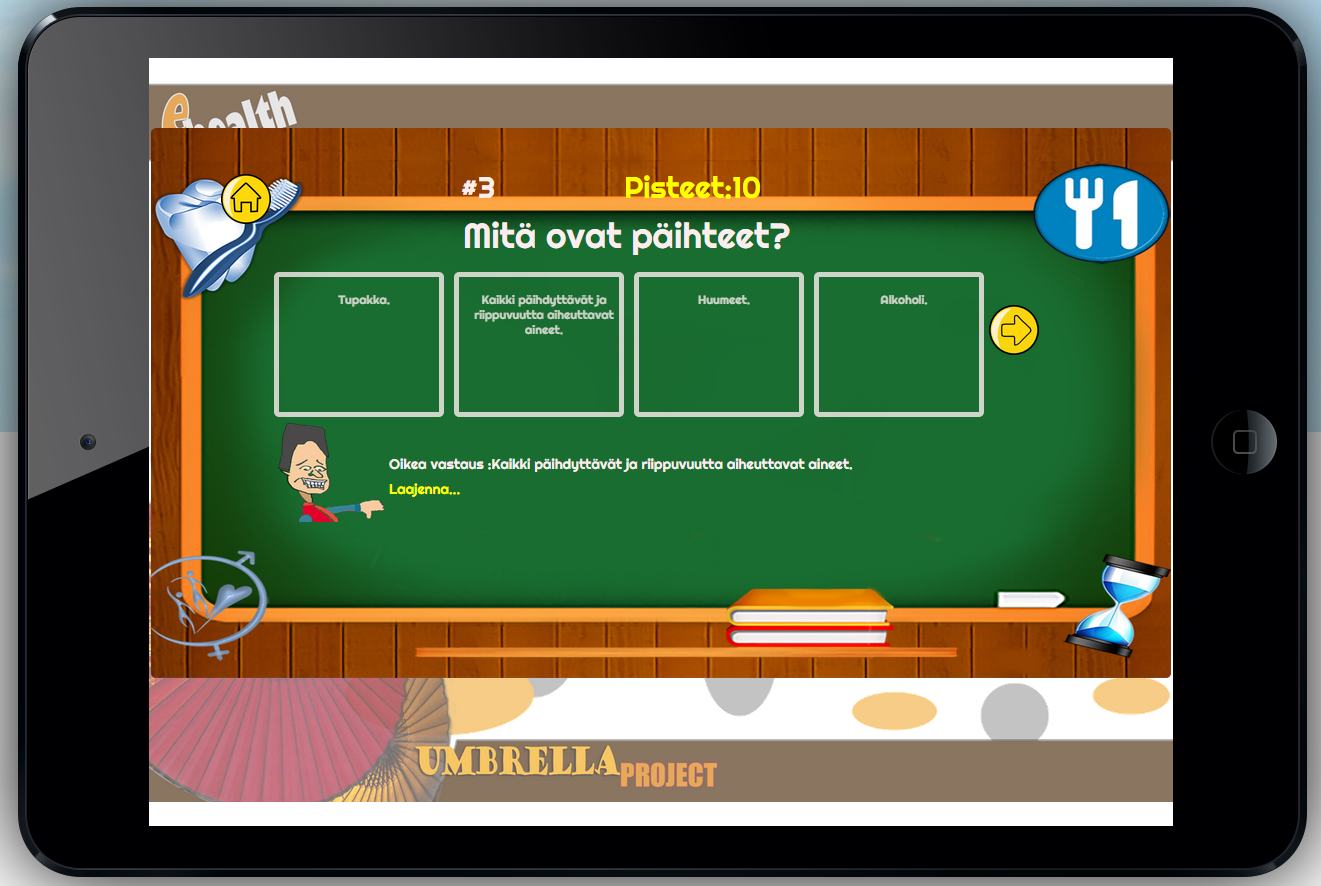 ehealth
#3 Pisteet:10
Mitä ovat päihteet?
Tupakka.
Kaikki päihdyttävät ja
riippuvuutta aiheuttavat
aineet.
Huumeet.
Alkoholi.
Oikea vastaus :Kaikki päihdyttävät ja riippuvuutta aiheuttavat aineet.
Laajenna...
UMBRELLA PROJECT